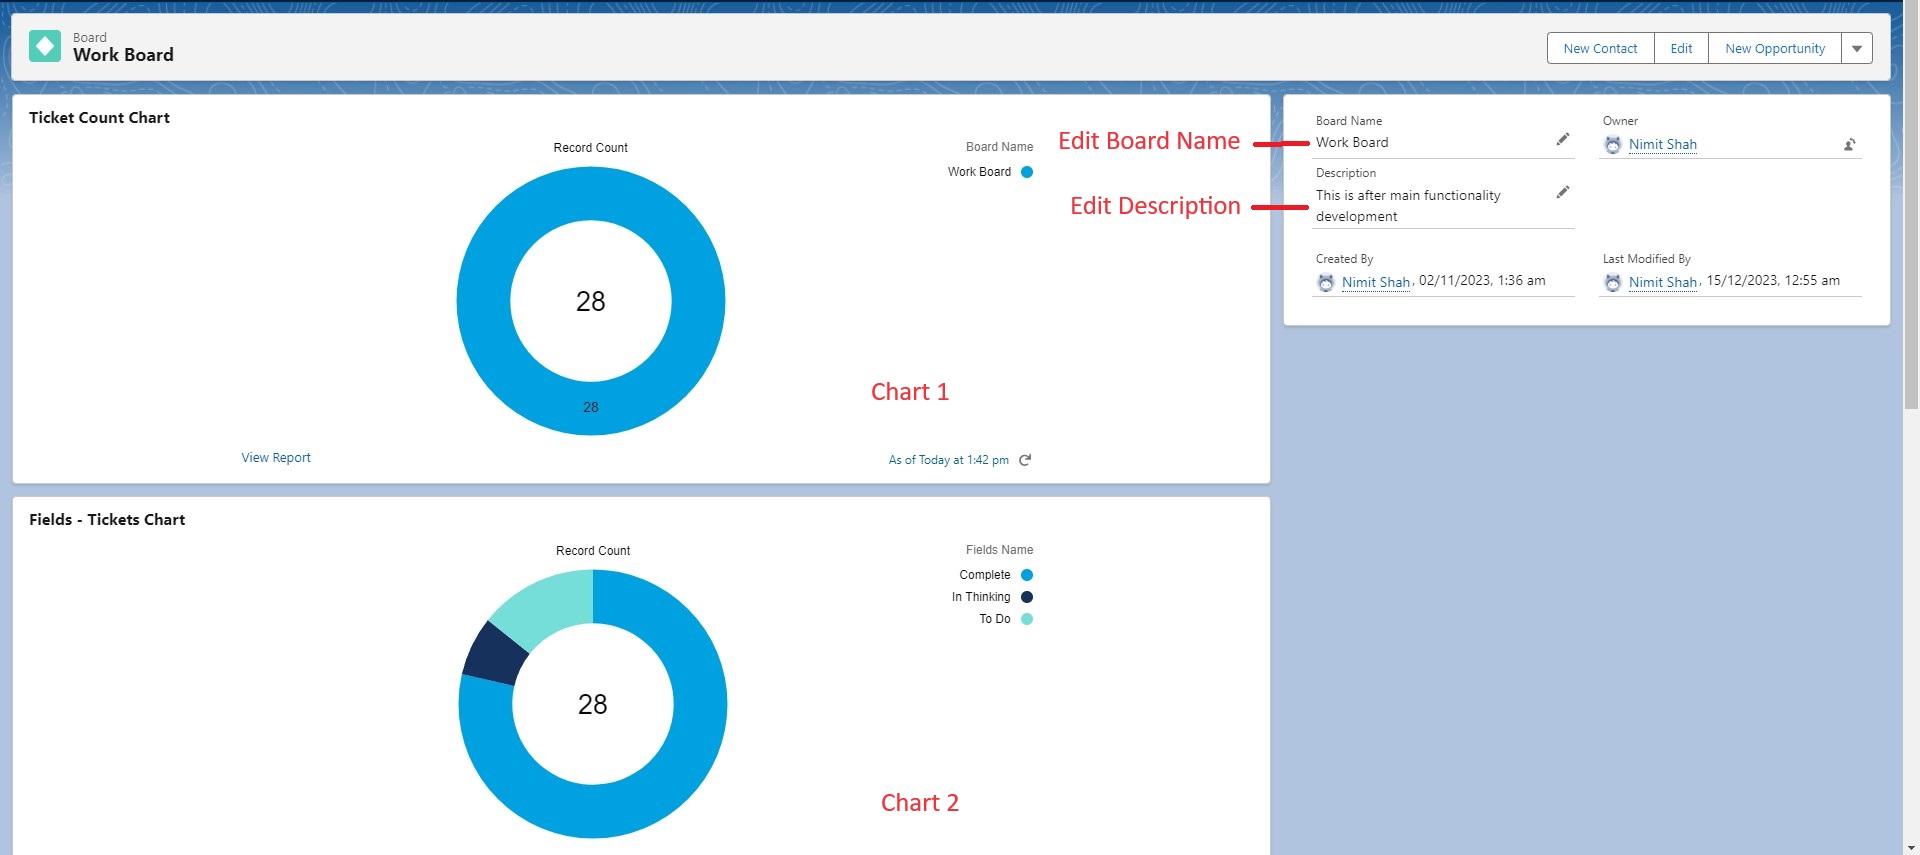 Board
Work Board
New Contact
Edit
New Opportunity
Ticket Count Chart
Record Count
Board Name
Work Board
28
28
Chart 1
View Report
As of Today at 1:42 pm
Edit Board Name
Edit Description
Board Name
Work Board
Owner
Nimit Shah
Description
This is after main functionality
development
Created By
Nimit Shah, 02/11/2023, 1:36 am
Last Modified By
Nimit Shah, 15/12/2023, 12:55 am
Fields - Tickets Chart
Record Count
Fields Name
Complete
In Thinking
To Do
28
Chart 2